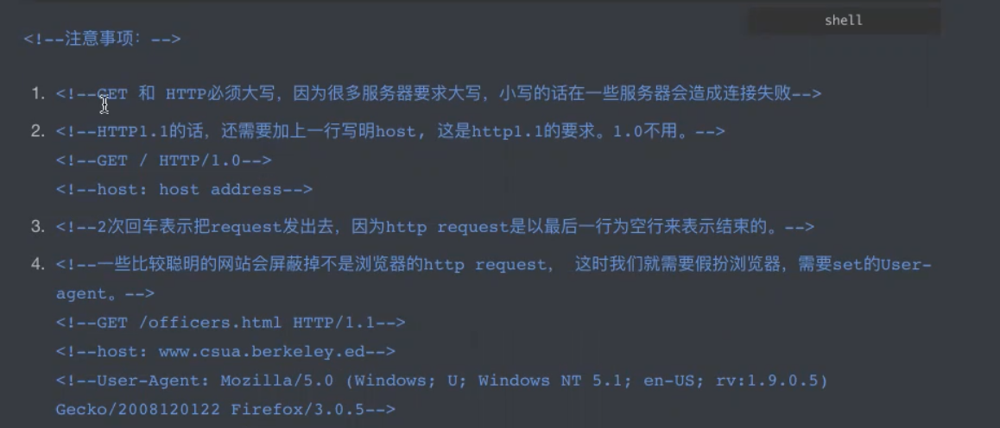 shell
<!--注意事项：-->
1. <!--GET 和 HTTP必须大写，因为很多服务器要求大写，小写的话在一些服务器会造成连接失败-->
2. <!--HTTP1.1的话，还需要加上一行写明host, 这是http1.1的要求。1.0不用。-->
<!--GET / HTTP/1.0-->
<!--host: host address-->
3. <!--2次回车表示把request发出去，因为http request是以最后一行为空行来表示结束的。-->
4. <!--一些比较聪明的网站会屏蔽掉不是浏览器的http request， 这时我们就需要假扮浏览器，需要set的User-
agent。-->
<!--GET /officers.html HTTP/1.1-->
<!--host: www.csua.berkeley.ed-->
<!--User-Agent: Mozilla/5.0 (Windows; U; Windows NT 5.1; en-US; rv:1.9.0.5)
Gecko/2008120122 Firefox/3.0.5-->